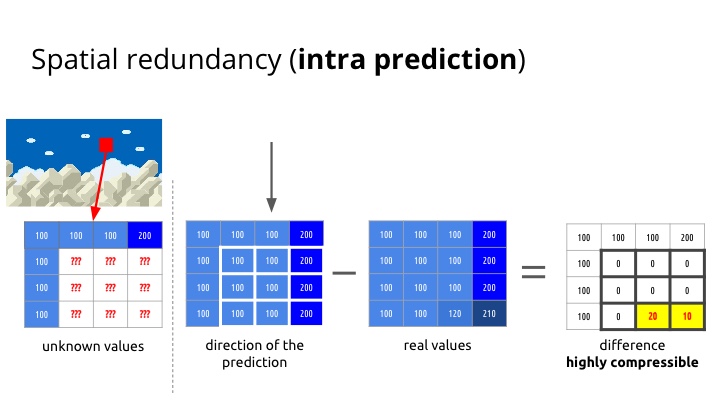 Spatial redundancy (intra prediction)
100 100 100 200
100 ??? ??? ???
100 ??? ??? ???
100 ??? ??? ???
unknown values
100 100 100 200
100 100 100 200
100 100 100 200
100 100 100 200
direction of the
prediction
—
100 100 100 200
100 100 100 200
100 100 100 200
100 100 120 210
real values
=
100 100 100 200
100 0 0 0
100 0 0 0
100 0 20 10
difference
highly compressible